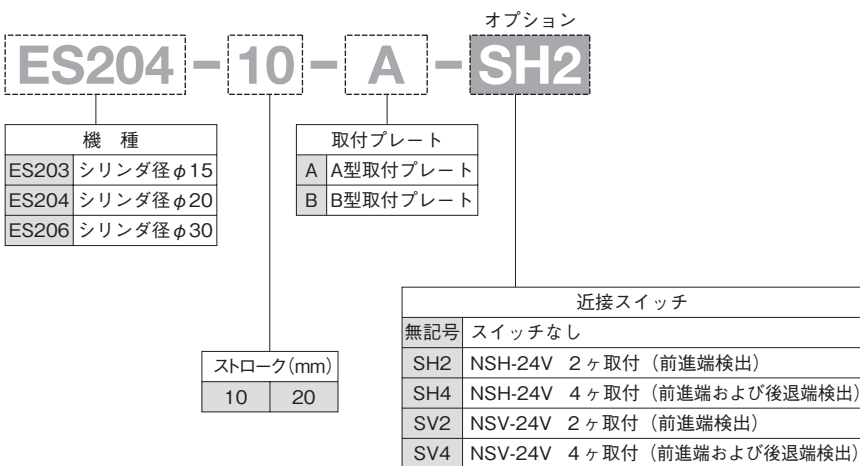 オプション
ES204-10-A-SH2
機 種
ES203 シリンダ径φ15
ES204 シリンダ径φ20
ES206 シリンダ径φ30
取付プレート
A A型取付プレート
B B型取付プレート
ストローク(mm)
10 20
近接スイッチ
無記号 スイッチなし
SH2 NSH-24V 2ヶ取付（前進端検出）
SH4 NSH-24V 4ヶ取付（前進端および後退端検出）
SV2 NSV-24V 2ヶ取付（前進端検出）
SV4 NSV-24V 4ヶ取付（前進端および後退端検出）